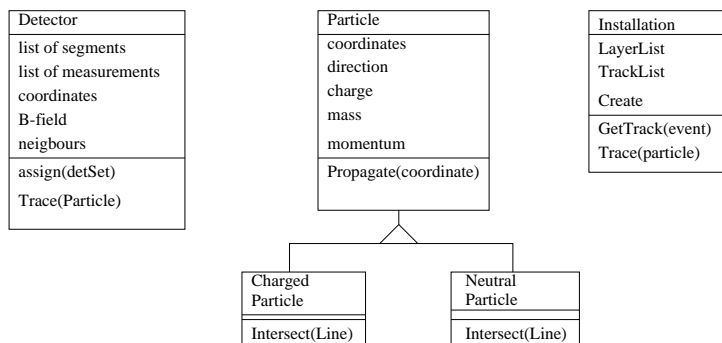 Detector
list of segments
list of measurements
coordinates
B-field
neigbours
assign(detSet)
Trace(Particle)
Particle
coordinates
direction
charge
mass
momentum
Propagate(coordinate)
Installation
LayerList
TrackList
Create
GetTrack(event)
Trace(particle)
Charged
Particle
Intersect(Line)
Neutral
Particle
Intersect(Line)